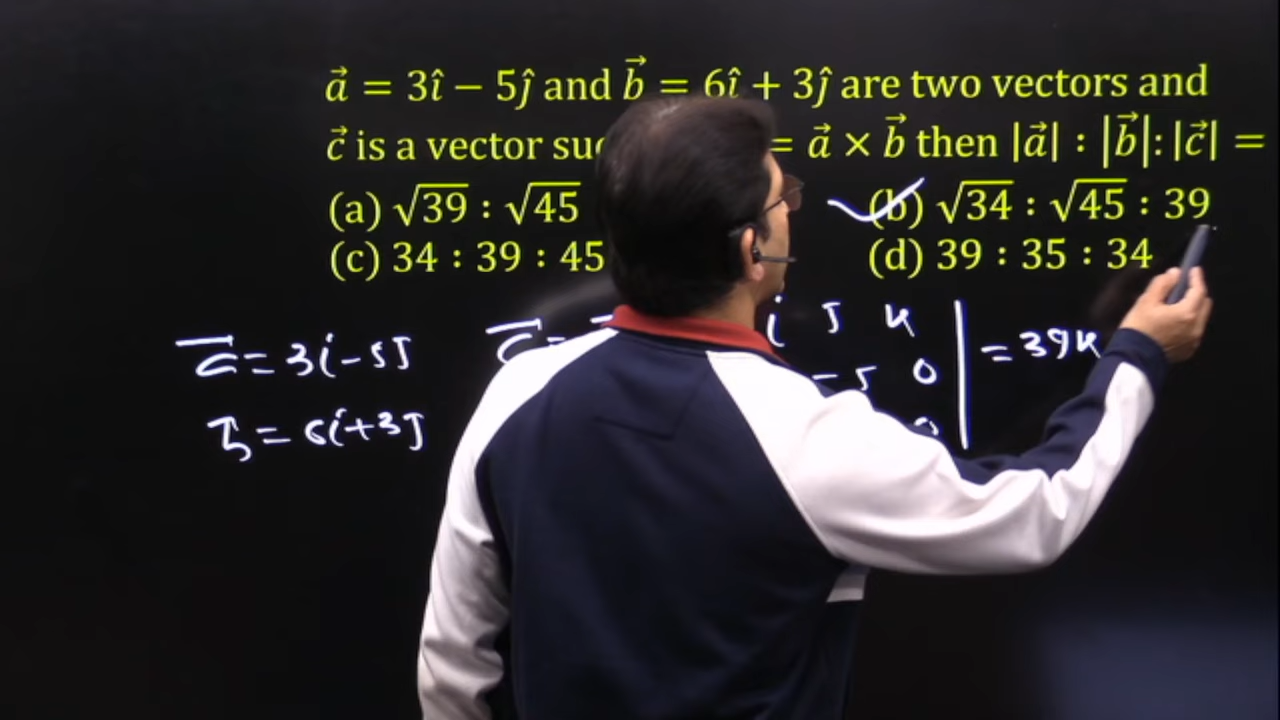 a⃗ = 3î − 5ĵ and b⃗ = 6î + 3ĵ are two vectors and
c⃗ is a vector = a⃗ × b⃗ then |a⃗| : |b⃗|: |c⃗| =
(a) √39 : √45
(b) √34 : √45 : 39
(c) 34 : 39 : 45
(d) 39 : 35 : 34
a = 3i − 5J
c =
i J K
= 39K
−5 0
b = 6i + 3J
0